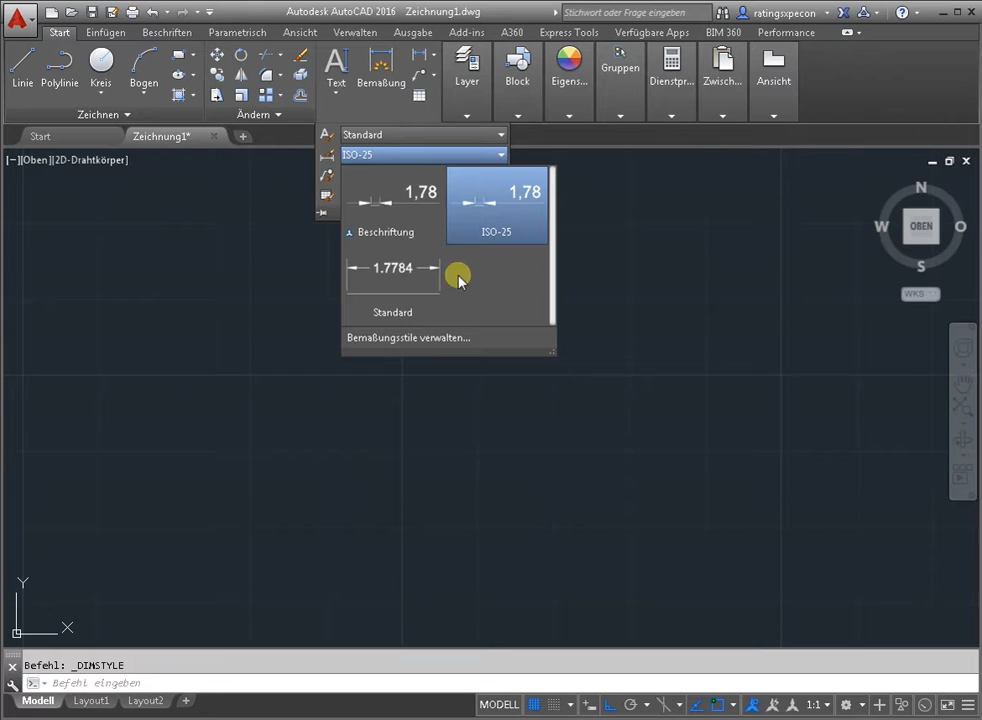 Autodesk AutoCAD 2016 Zeichnung1.dwg
Stichwort oder Frage eingeben
ratingsxpecon
Start Einfügen Beschriften Parametrisch Ansicht Verwalten Ausgabe Add-ins A360 Express Tools Verfügbare Apps BIM 360 Performance
Linie Polylinie Kreis Bogen Text Bemaßung Layer Block Eigens... Gruppen Dienstpr... Zwisch... Ansicht
Zeichnen Ändern
Start Zeichnung1*
Standard
ISO-25
[−][Oben][2D-Drahtkörper]
1,78 1,78
Beschriftung ISO-25
1.7784
Standard
Bemaßungsstile verwalten...
N
W OBEN O
S
WKS
Y
X
Befehl: _DIMSTYLE
Befehl eingeben
Modell Layout1 Layout2 +
MODELL 1:1